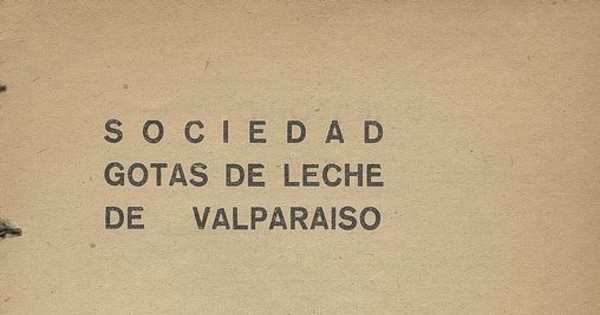 SOCIEDAD
GOTAS DE LECHE
DE VALPARAISO